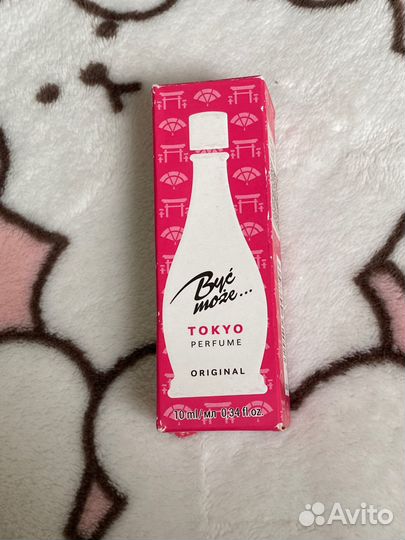 Być
może...
TOKYO
PERFUME
ORIGINAL
10 ml/мл 0,34 fl.oz.
Avito